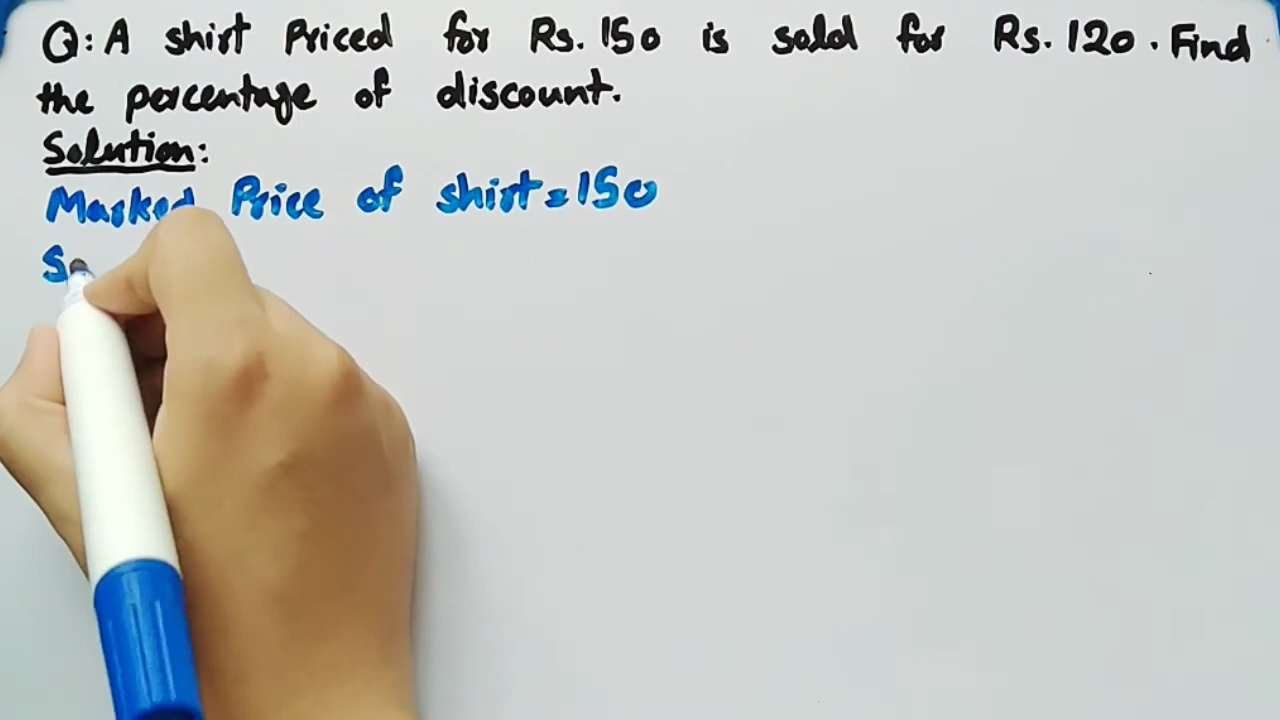 Q: A shirt Priced for Rs. 150 is sold for Rs. 120. Find
the percentage of discount.
Solution:
Marked Price of shirt = 150
S